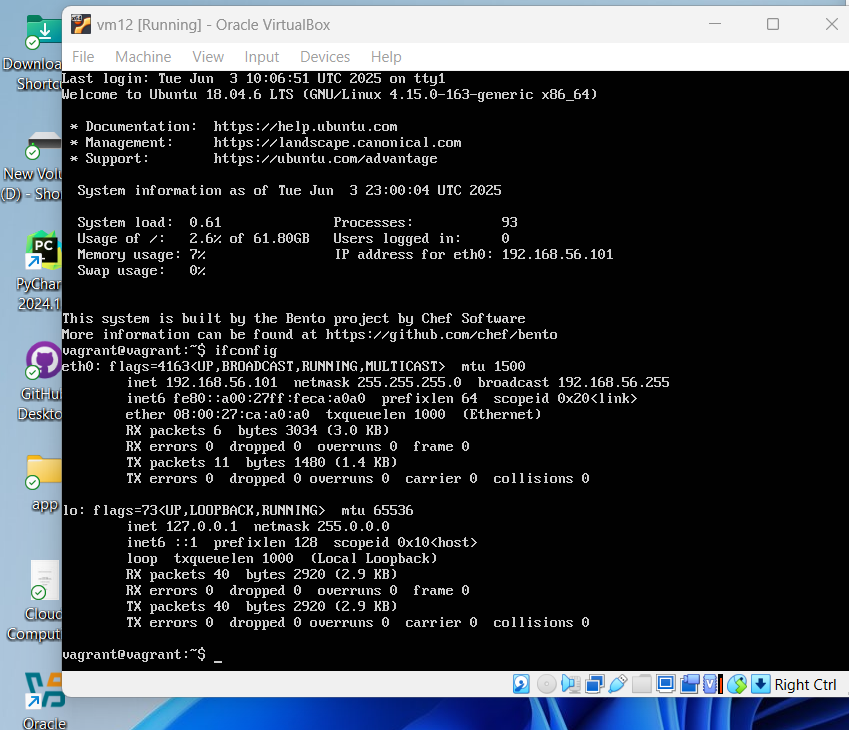 vm12 [Running] - Oracle VirtualBox
File Machine View Input Devices Help
Last login: Tue Jun  3 10:06:51 UTC 2025 on tty1
Welcome to Ubuntu 18.04.6 LTS (GNU/Linux 4.15.0-163-generic x86_64)
* Documentation:  https://help.ubuntu.com
* Management:     https://landscape.canonical.com
* Support:        https://ubuntu.com/advantage
System information as of Tue Jun  3 23:00:04 UTC 2025
System load:  0.61              Processes:           93
Usage of /:   2.6% of 61.80GB   Users logged in:     0
Memory usage: 7%                IP address for eth0: 192.168.56.101
Swap usage:   0%
This system is built by the Bento project by Chef Software
More information can be found at https://github.com/chef/bento
vagrant@vagrant:~$ ifconfig
eth0: flags=4163<UP,BROADCAST,RUNNING,MULTICAST>  mtu 1500
inet 192.168.56.101  netmask 255.255.255.0  broadcast 192.168.56.255
inet6 fe80::a00:27ff:feca:a0a0  prefixlen 64  scopeid 0x20<link>
ether 08:00:27:ca:a0:a0  txqueuelen 1000  (Ethernet)
RX packets 6  bytes 3034 (3.0 KB)
RX errors 0  dropped 0  overruns 0  frame 0
TX packets 11  bytes 1480 (1.4 KB)
TX errors 0  dropped 0 overruns 0  carrier 0  collisions 0
lo: flags=73<UP,LOOPBACK,RUNNING>  mtu 65536
inet 127.0.0.1  netmask 255.0.0.0
inet6 ::1  prefixlen 128  scopeid 0x10<host>
loop  txqueuelen 1000  (Local Loopback)
RX packets 40  bytes 2920 (2.9 KB)
RX errors 0  dropped 0  overruns 0  frame 0
TX packets 40  bytes 2920 (2.9 KB)
TX errors 0  dropped 0 overruns 0  carrier 0  collisions 0
vagrant@vagrant:~$ _
Right Ctrl
Downloa
Shortc
New Volu
(D) - Sho
PC
PyChar
2024.1
GitHu
Deskto
app
Cloud
Comput
Oracle